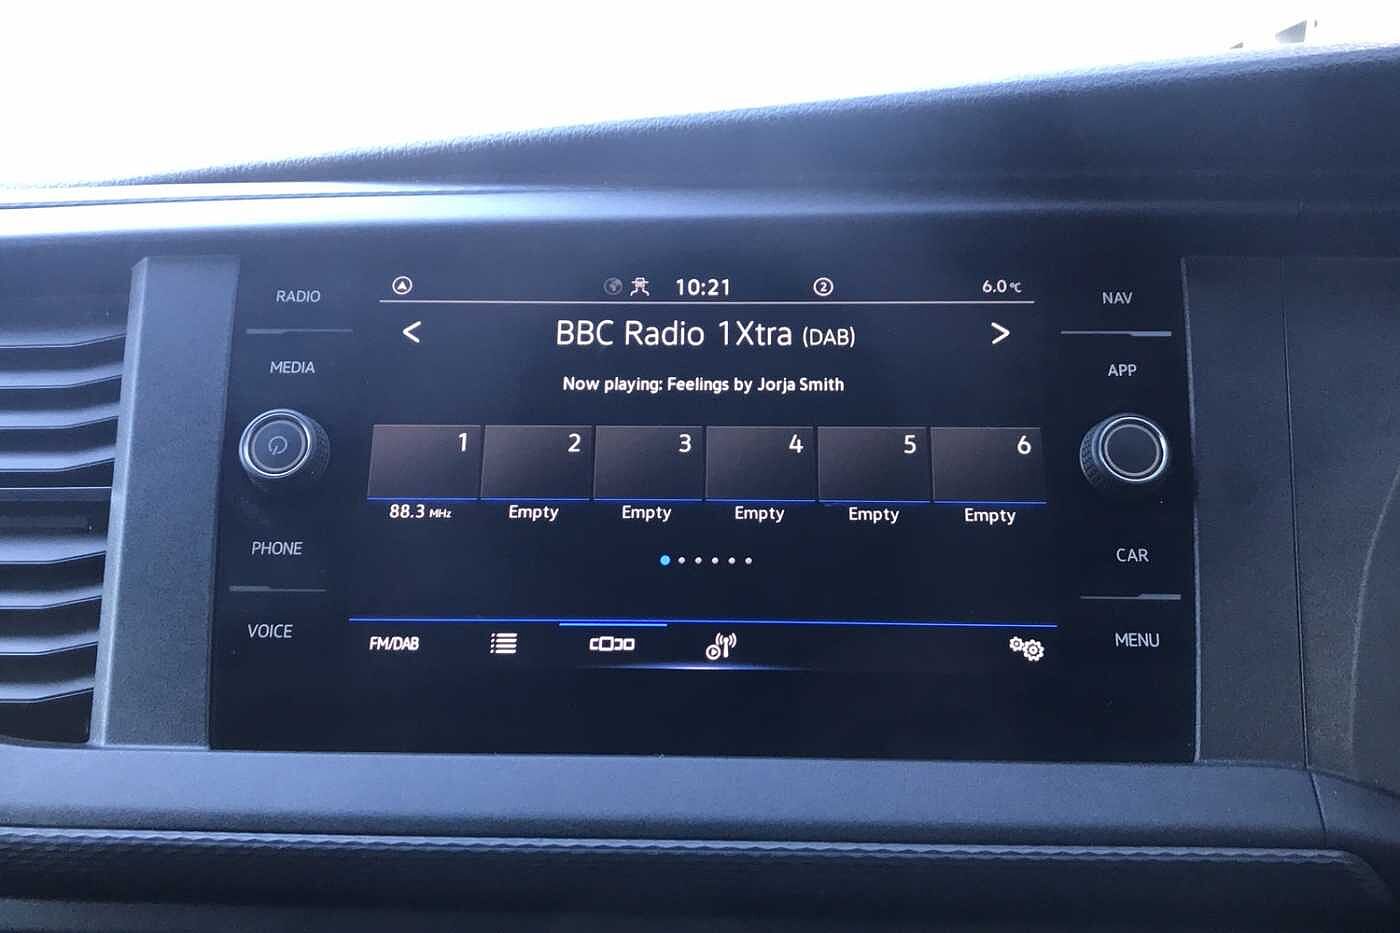 RADIO
MEDIA
PHONE
VOICE
10:21
2
6.0 °C
< BBC Radio 1Xtra (DAB) >
Now playing: Feelings by Jorja Smith
1 2 3 4 5 6
88.3 MHz Empty Empty Empty Empty Empty
FM/DAB
NAV
APP
CAR
MENU